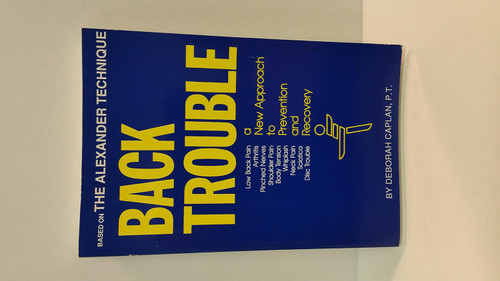 BASED ON THE ALEXANDER TECHNIQUE
BACK
TROUBLE
a
New Approach
to
Prevention
and
Recovery
Low Back Pain
Arthritis
Pinched Nerves
Shoulder Pain
Body Tension
Whiplash
Neck Pain
Sciatica
Disc Trouble
BY DEBORAH CAPLAN, P.T.